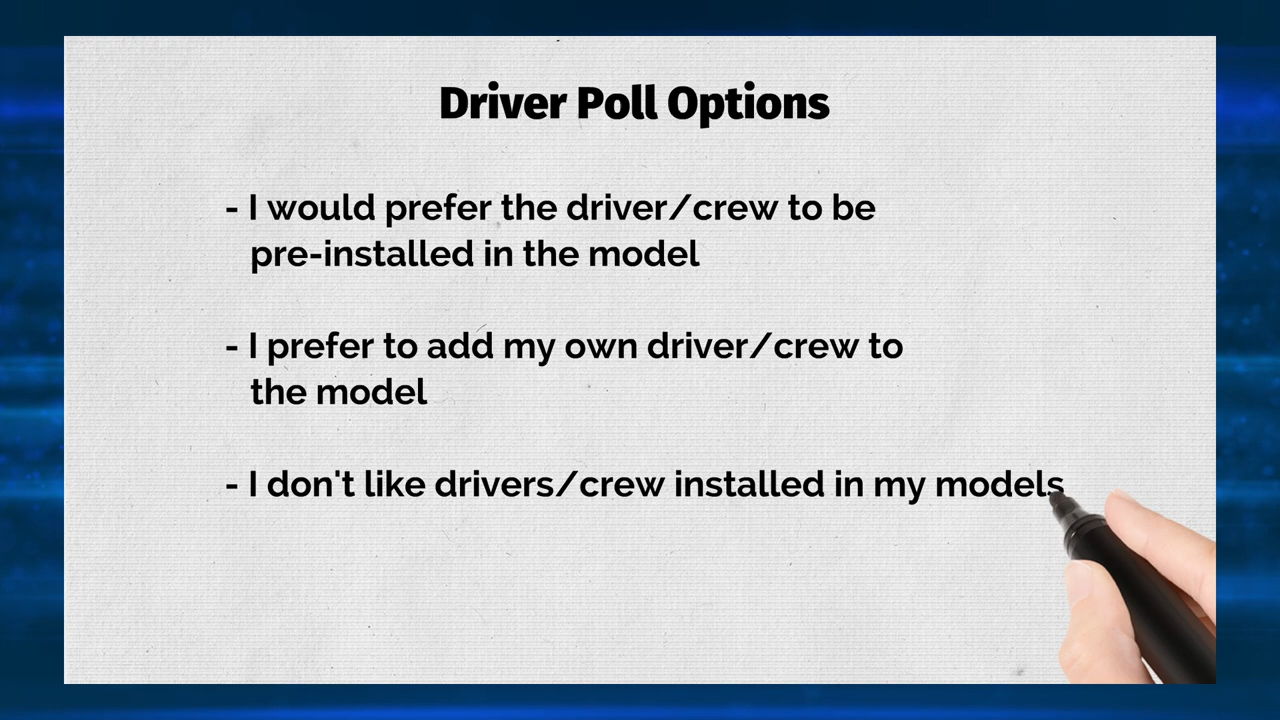 Driver Poll Options
- I would prefer the driver/crew to be
pre-installed in the model
- I prefer to add my own driver/crew to
the model
- I don't like drivers/crew installed in my models